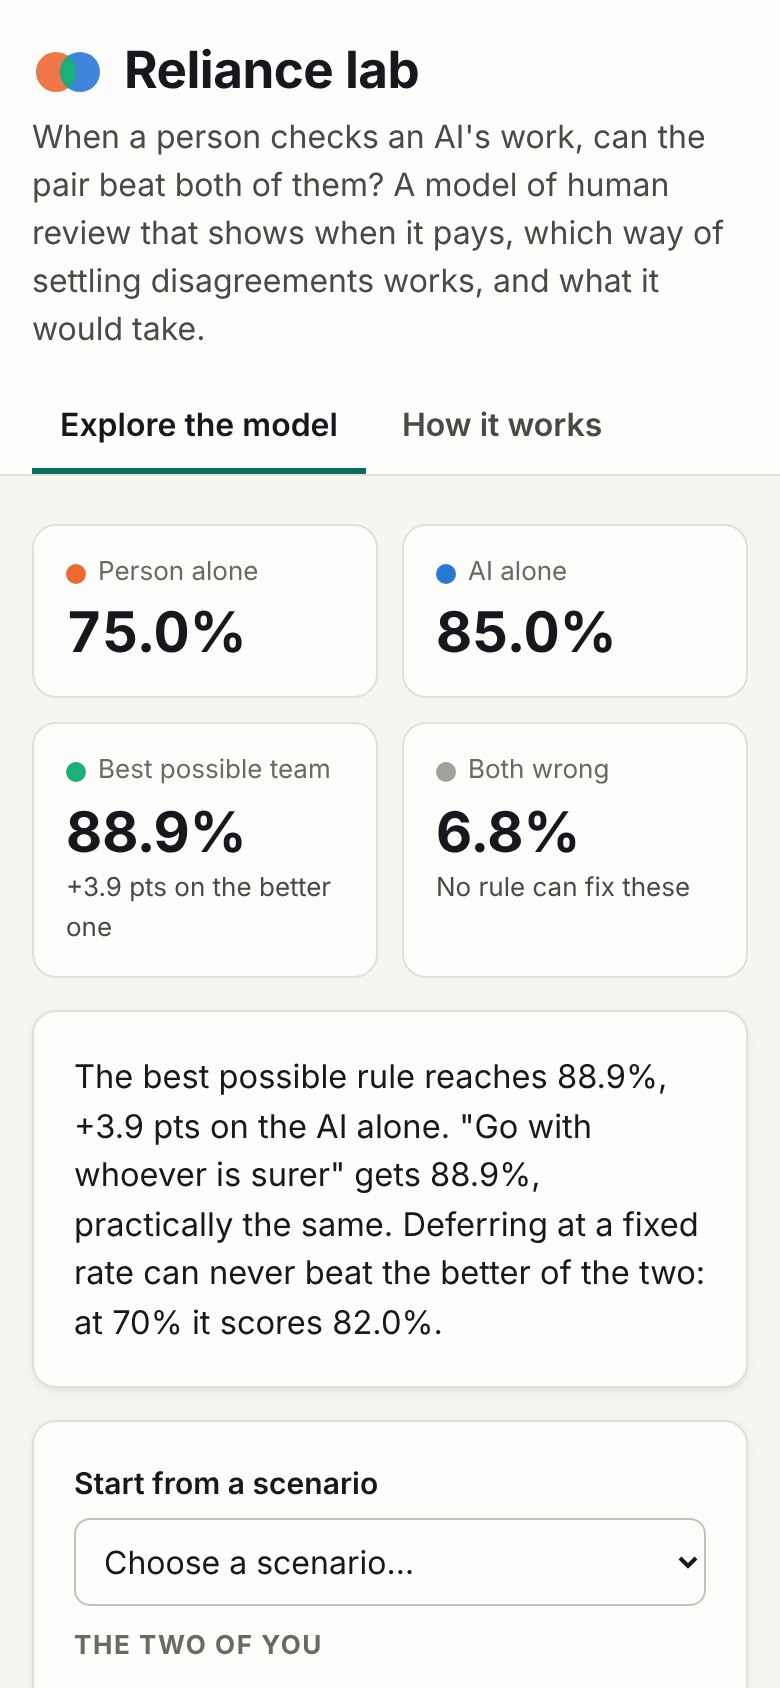 Reliance lab
When a person checks an AI's work, can the
pair beat both of them? A model of human
review that shows when it pays, which way of
settling disagreements works, and what it
would take.
Explore the model
How it works
Person alone
75.0%
AI alone
85.0%
Best possible team
88.9%
+3.9 pts on the better
one
Both wrong
6.8%
No rule can fix these
The best possible rule reaches 88.9%,
+3.9 pts on the AI alone. "Go with
whoever is surer" gets 88.9%,
practically the same. Deferring at a fixed
rate can never beat the better of the two:
at 70% it scores 82.0%.
Start from a scenario
Choose a scenario...
THE TWO OF YOU